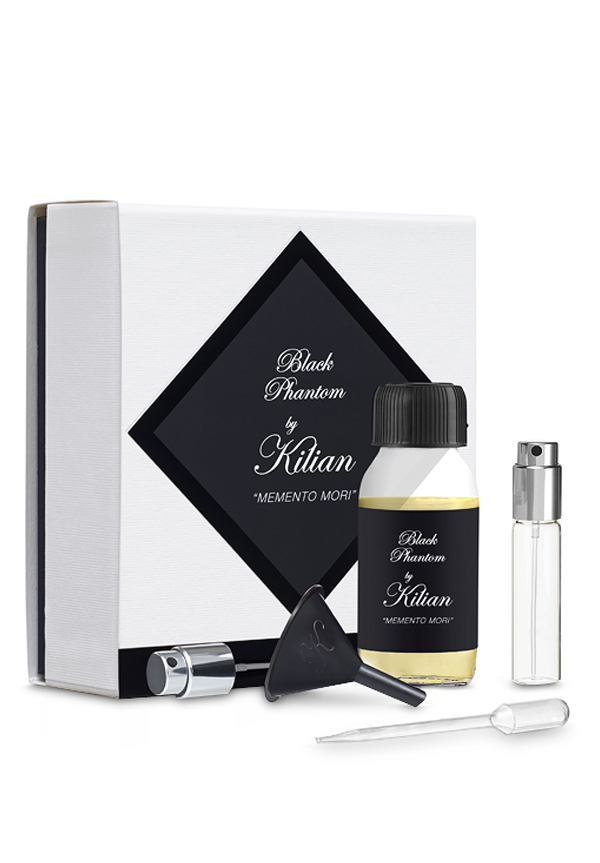 Black
Phantom
by
Kilian
"MEMENTO MORI"
Black
Phantom
by
Kilian
"MEMENTO MORI"
K